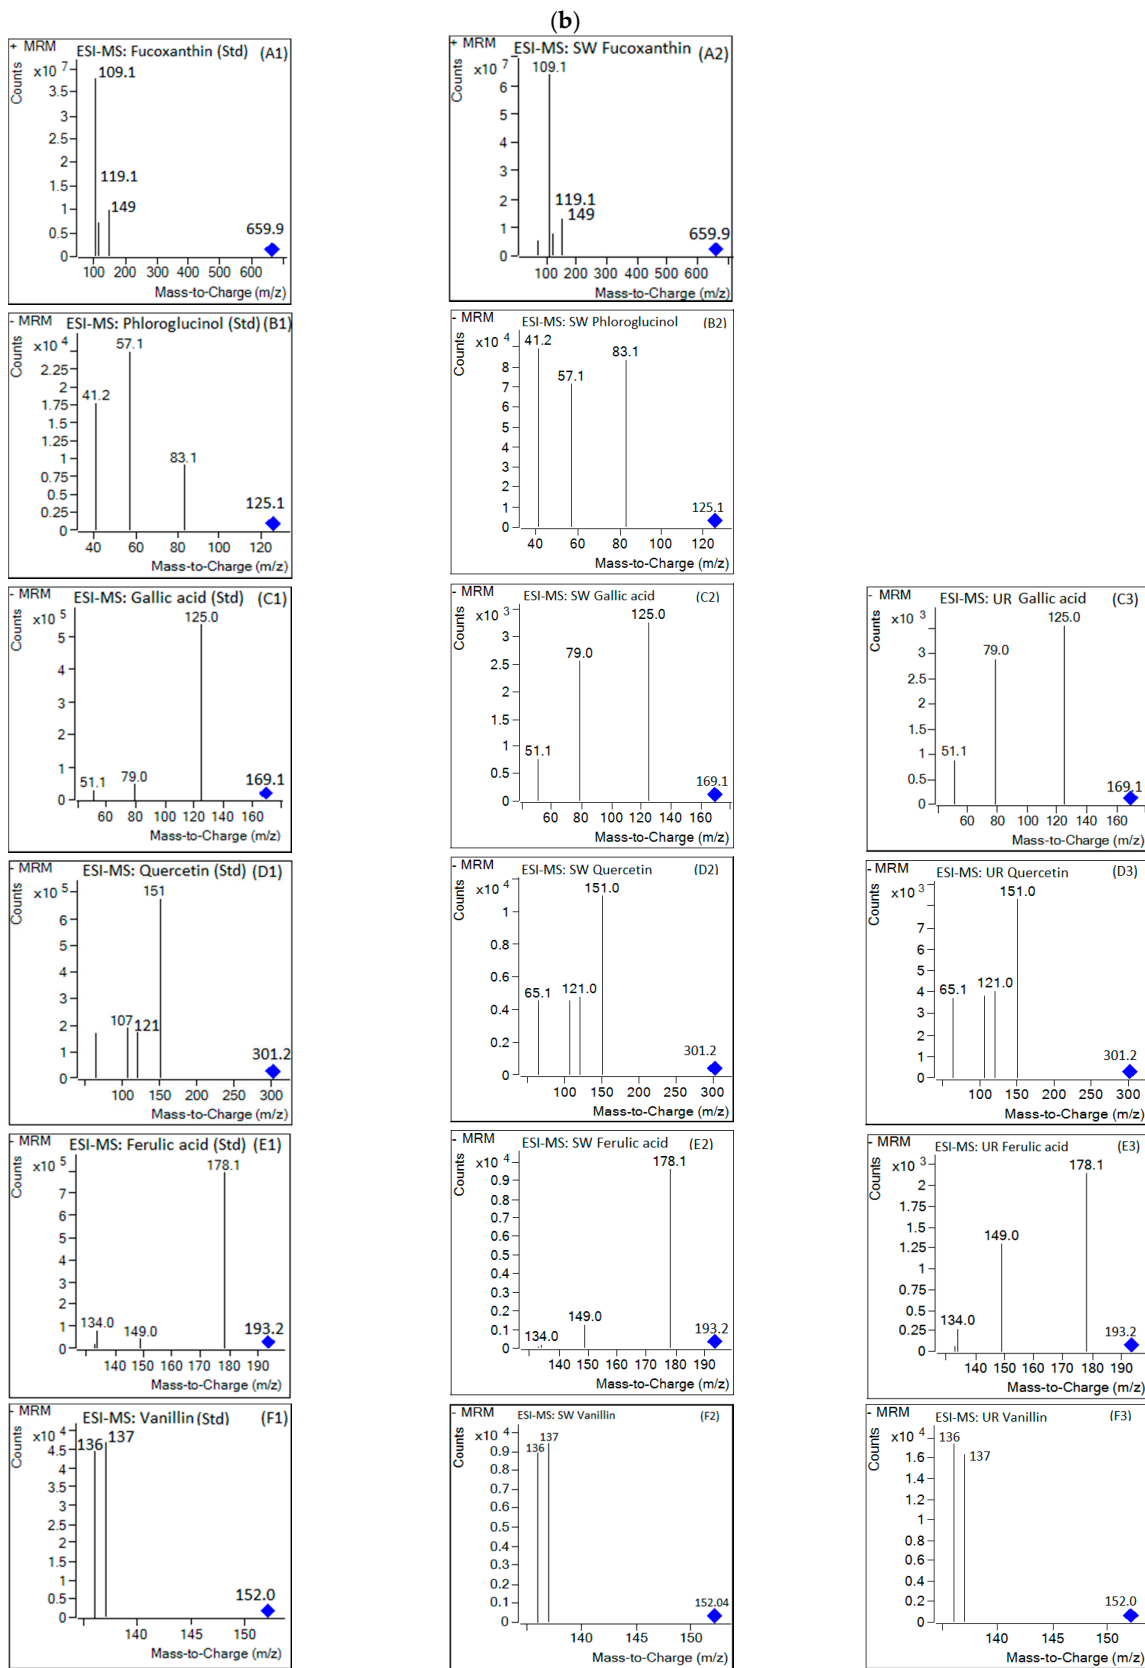 (b)
+ MRM ESI-MS: Fucoxanthin (Std) (A1)
Counts
x10 7
109.1
3.5
3
2.5
2
1.5
1
0.5
0
119.1
149
659.9
100 200 300 400 600
Mass-to-Charge (m/z)
+ MRM ESI-MS: SW Fucoxanthin (A2)
Counts
x10 7
109.1
6
5
4
3
2
1
0
119.1
149
659.9
100 200 300 400 600
Mass-to-Charge (m/z)
- MRM ESI-MS: Phloroglucinol (Std) (B1)
Counts
x10 4
57.1
2.25
2
1.75
1.5
1.25
1
0.75
0.5
0.25
0
41.2
83.1
125.1
40 60 80 100 120
Mass-to-Charge (m/z)
- MRM ESI-MS: SW Phloroglucinol (B2)
Counts
x10 4
41.2
83.1
57.1
8
7
6
5
4
3
2
1
0
125.1
40 60 80 100 120
Mass-to-Charge (m/z)
- MRM ESI-MS: Gallic acid (Std) (C1)
Counts
x10 5
125.0
5
4
3
2
1
0
51.1
79.0
169.1
60 80 100 120 140 160
Mass-to-Charge (m/z)
- MRM ESI-MS: SW Gallic acid (C2)
Counts
x10 3
125.0
3
2.5
2
1.5
1
0.5
0
79.0
51.1
169.1
60 80 100 120 140 160
Mass-to-Charge (m/z)
- MRM ESI-MS: UR Gallic acid (C3)
Counts
x10 3
125.0
3
2.5
2
1.5
1
0.5
0
79.0
51.1
169.1
60 80 100 120 140 160
Mass-to-Charge (m/z)
- MRM ESI-MS: Quercetin (Std) (D1)
Counts
x10 5
151
6
5
4
3
2
1
0
107
121
301.2
100 150 200 250 300
Mass-to-Charge (m/z)
- MRM ESI-MS: SW Quercetin (D2)
Counts
x10 4
151.0
1
0.8
0.6
0.4
0.2
0
65.1
121.0
301.2
100 150 200 250 300
Mass-to-Charge (m/z)
- MRM ESI-MS: UR Quercetin (D3)
Counts
x10 3
151.0
7
6
5
4
3
2
1
0
65.1
121.0
301.2
100 150 200 250 300
Mass-to-Charge (m/z)
- MRM ESI-MS: Ferulic acid (Std) (E1)
Counts
x10 5
178.1
7
6
5
4
3
2
1
0
134.0
149.0
193.2
140 150 160 170 180 190
Mass-to-Charge (m/z)
- MRM ESI-MS: SW Ferulic acid (E2)
Counts
x10 4
178.1
1
0.9
0.8
0.7
0.6
0.5
0.4
0.3
0.2
0.1
0
134.0
149.0
193.2
140 150 160 170 180 190
Mass-to-Charge (m/z)
- MRM ESI-MS: UR Ferulic acid (E3)
Counts
x10 3
178.1
2
1.75
1.5
1.25
1
0.75
0.5
0.25
0
149.0
134.0
193.2
140 150 160 170 180 190
Mass-to-Charge (m/z)
- MRM ESI-MS: Vanillin (Std) (F1)
Counts
x10 4
136 137
4.5
4
3.5
3
2.5
2
1.5
1
0.5
0
152.0
140 145 150
Mass-to-Charge (m/z)
- MRM ESI-MS: SW Vanillin (F2)
Counts
x10 4
137
136
1
0.9
0.8
0.7
0.6
0.5
0.4
0.3
0.2
0.1
0
152.04
140 145 150
Mass-to-Charge (m/z)
- MRM ESI-MS: UR Vanillin (F3)
Counts
x10 4
136
137
1.6
1.4
1.2
1
0.8
0.6
0.4
0.2
0
152.0
140 145 150
Mass-to-Charge (m/z)